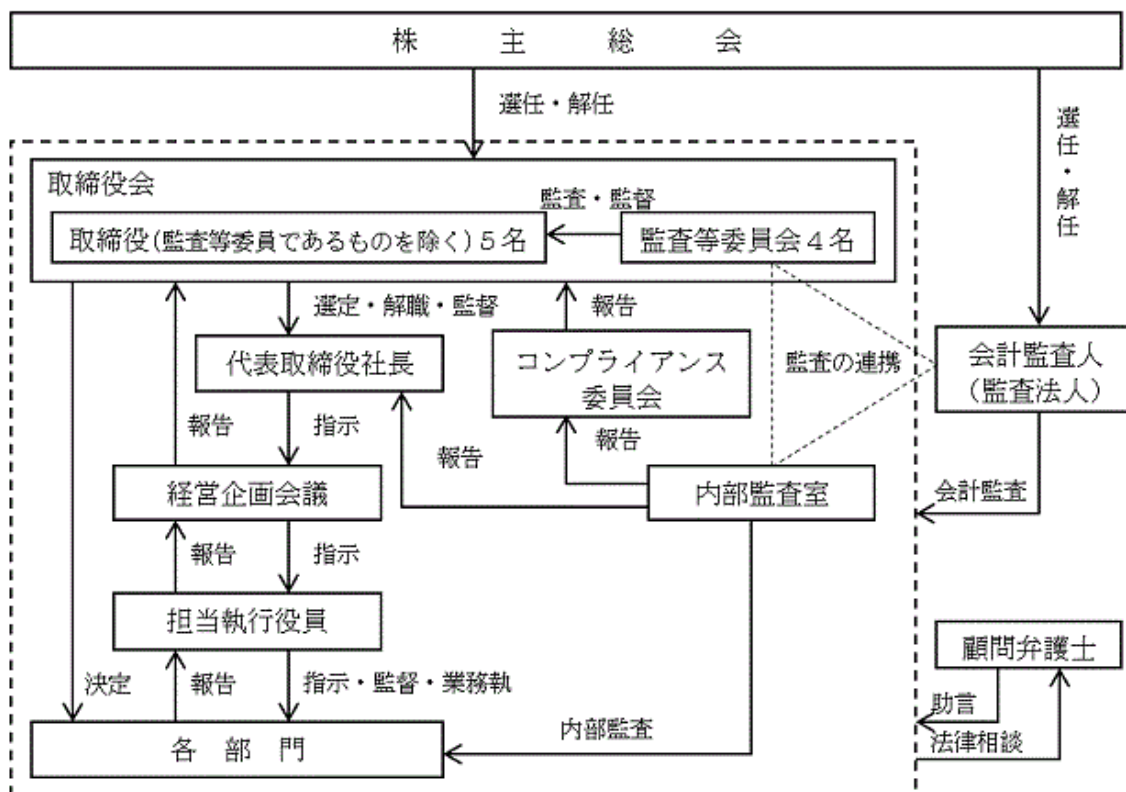 株主総会
選任・解任
選任・解任
取締役会
監査・監督
取締役(監査等委員であるものを除く)5名
監査等委員会4名
選定・解職・監督
報告
代表取締役社長
コンプライアンス
委員会
監査の連携
会計監査人
(監査法人)
報告
指示
報告
報告
経営企画会議
内部監査室
会計監査
報告
指示
担当執行役員
顧問弁護士
決定
報告
指示・監督・業務執
助言
内部監査
法律相談
各部門